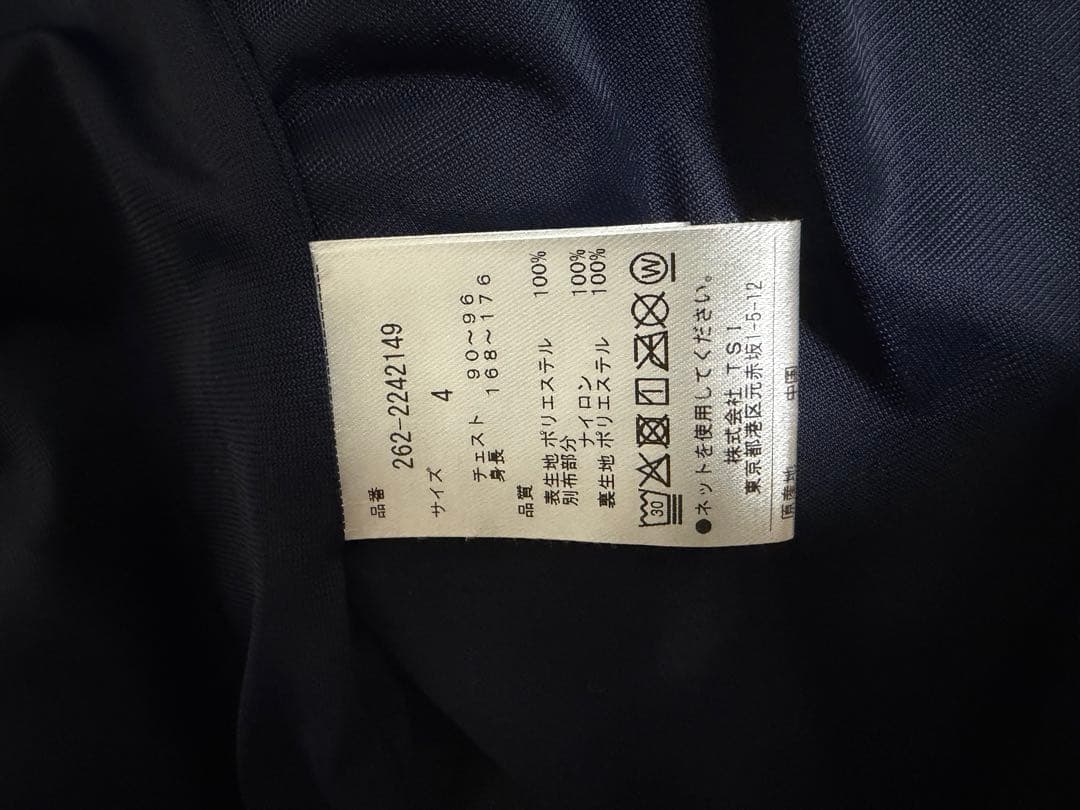 品番
262-2242149
サイズ 4
チェスト 90〜96
身長 168〜176
品質
表生地 ポリエステル 100%
別布部分
ナイロン 100%
裏生地 ポリエステル 100%
30 W
●ネットを使用してください。
株式会社 TSI
東京都港区元赤坂1-5-12
原産地 中国